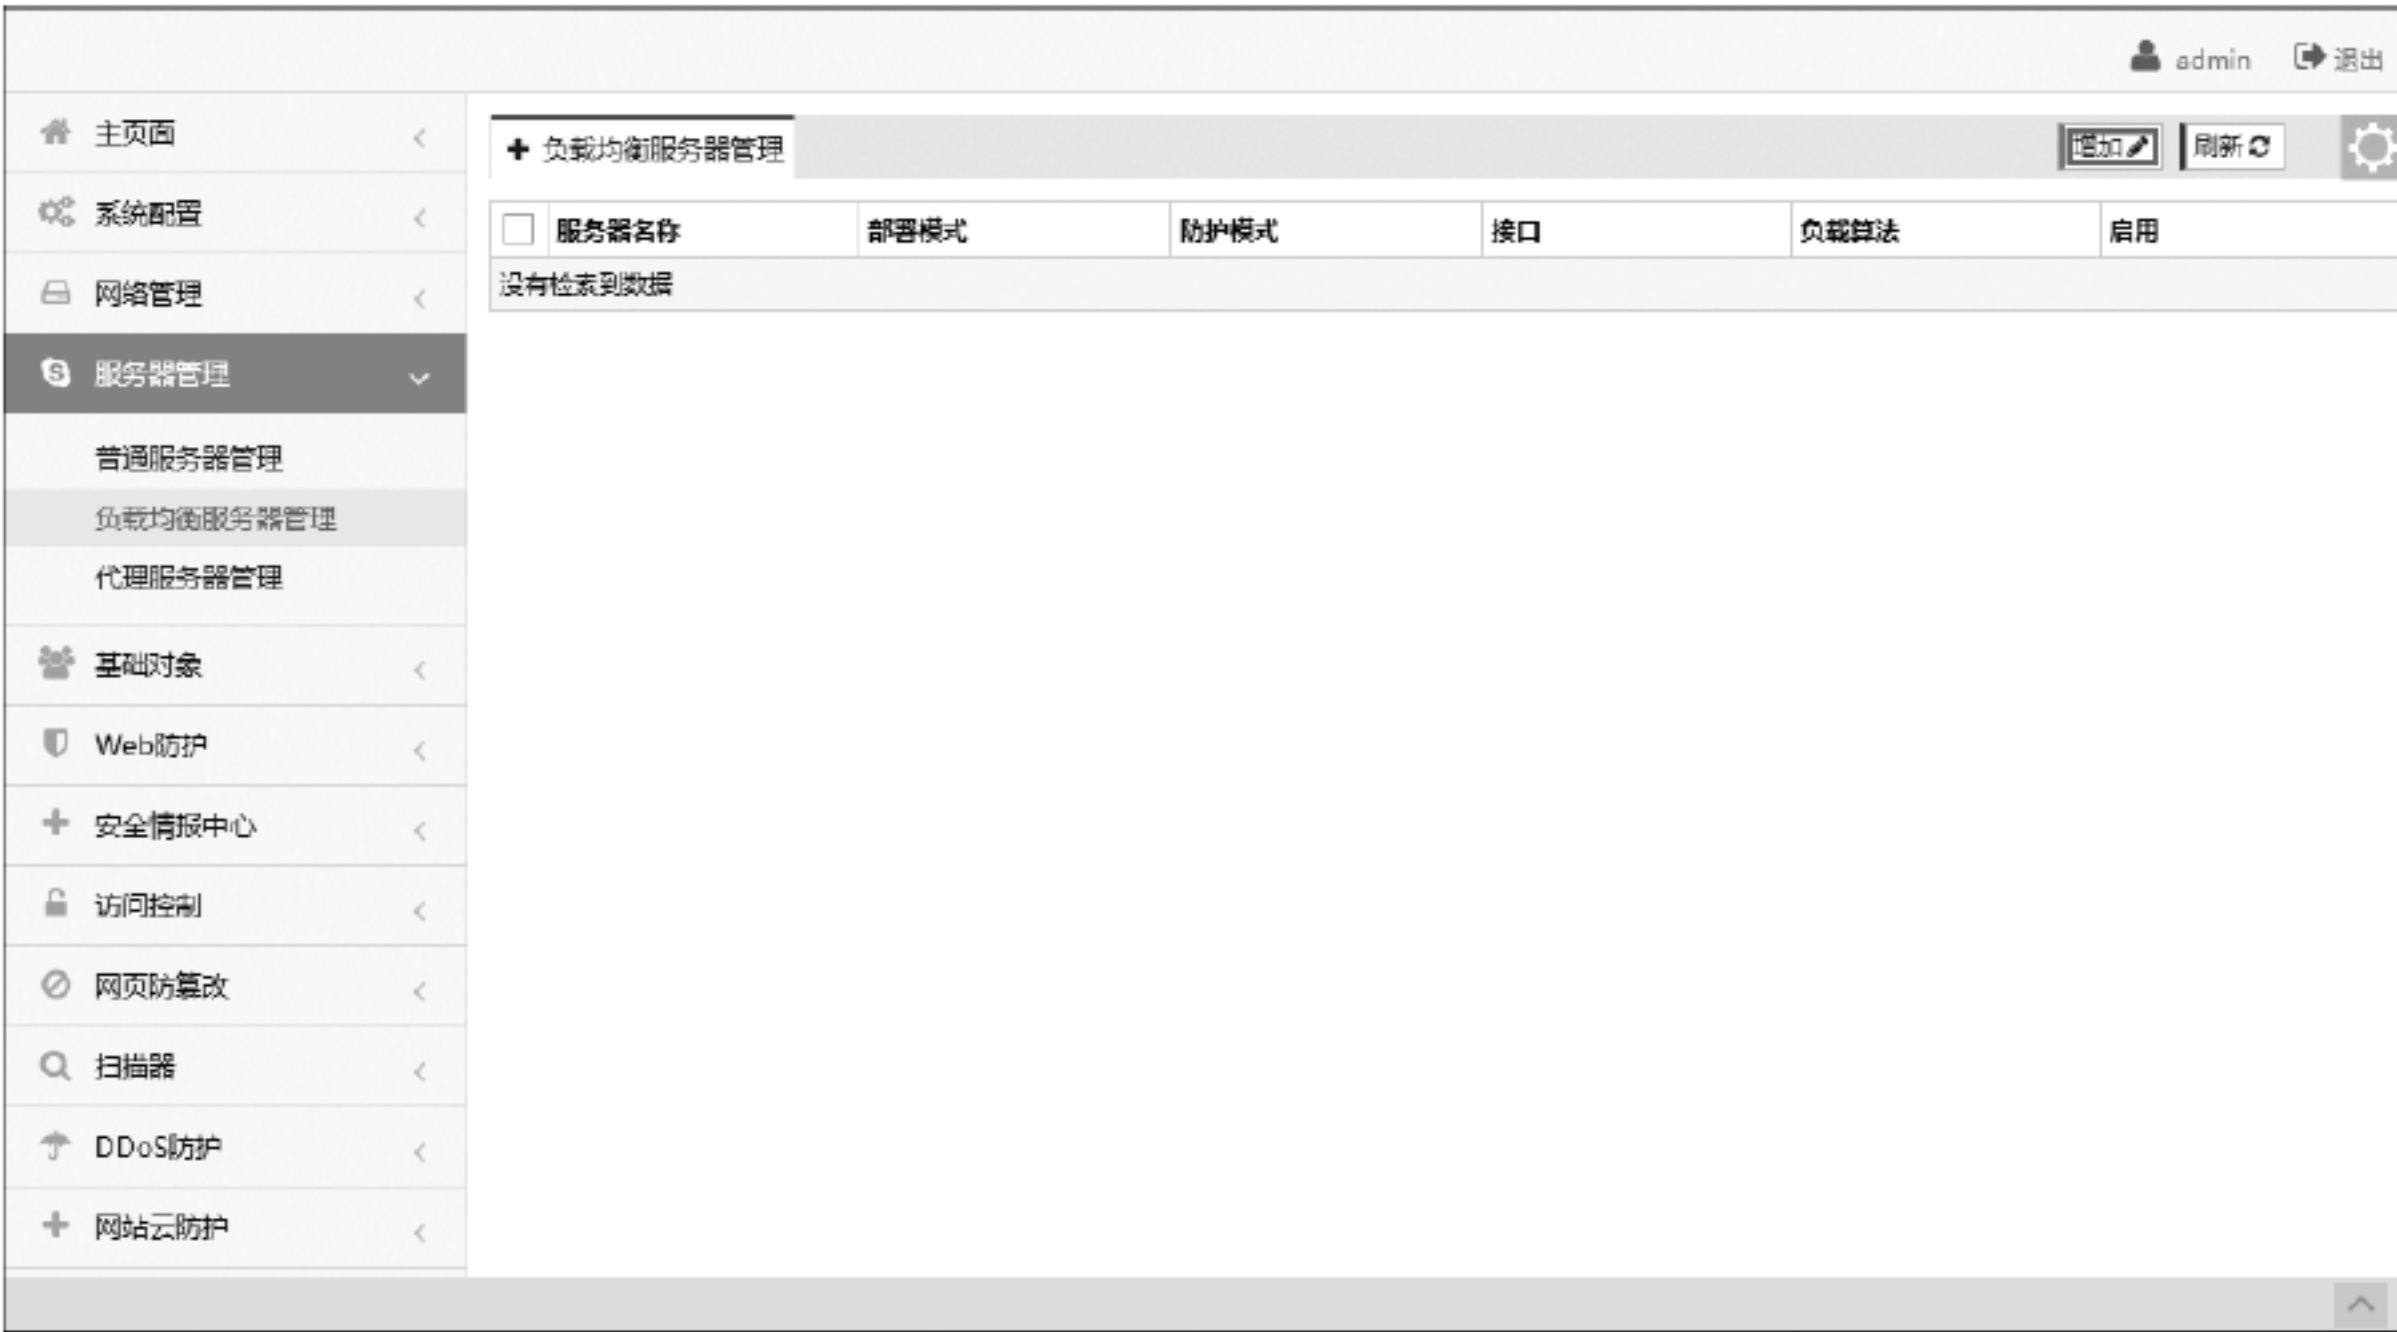 admin 退出
主页面
系统配置
网络管理
服务器管理
普通服务器管理
负载均衡服务器管理
代理服务器管理
基础对象
Web防护
安全情报中心
访问控制
网页防篡改
扫描器
DDoS防护
网站云防护
负载均衡服务器管理
增加 刷新
服务器名称 部署模式 防护模式 接口 负载算法 启用
没有检索到数据